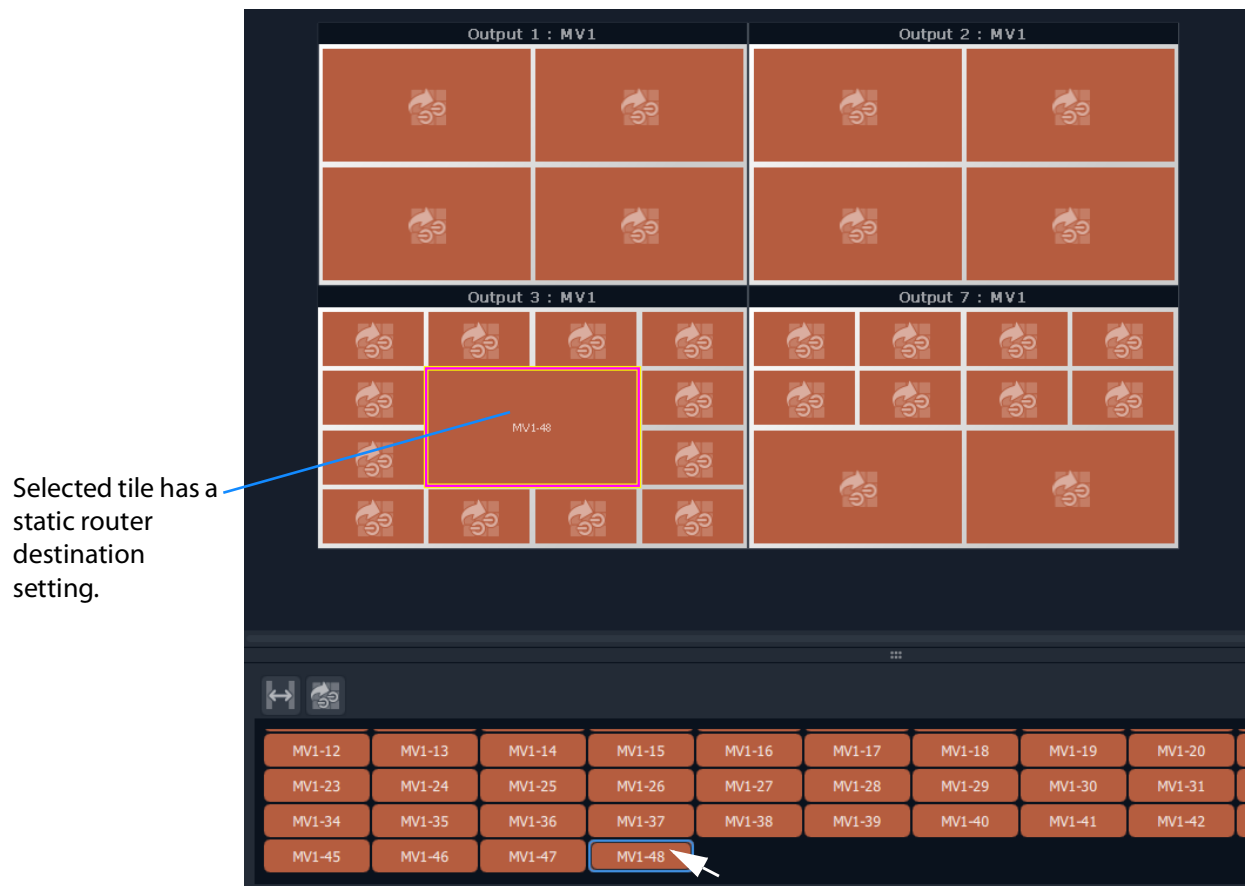 Output 1 : MV1
Output 2 : MV1
Output 3 : MV1
Output 7 : MV1
MV1-48
Selected tile has a
static router
destination
setting.
MV1-12 MV1-13 MV1-14 MV1-15 MV1-16 MV1-17 MV1-18 MV1-19 MV1-20
MV1-23 MV1-24 MV1-25 MV1-26 MV1-27 MV1-28 MV1-29 MV1-30 MV1-31
MV1-34 MV1-35 MV1-36 MV1-37 MV1-38 MV1-39 MV1-40 MV1-41 MV1-42
MV1-45 MV1-46 MV1-47 MV1-48